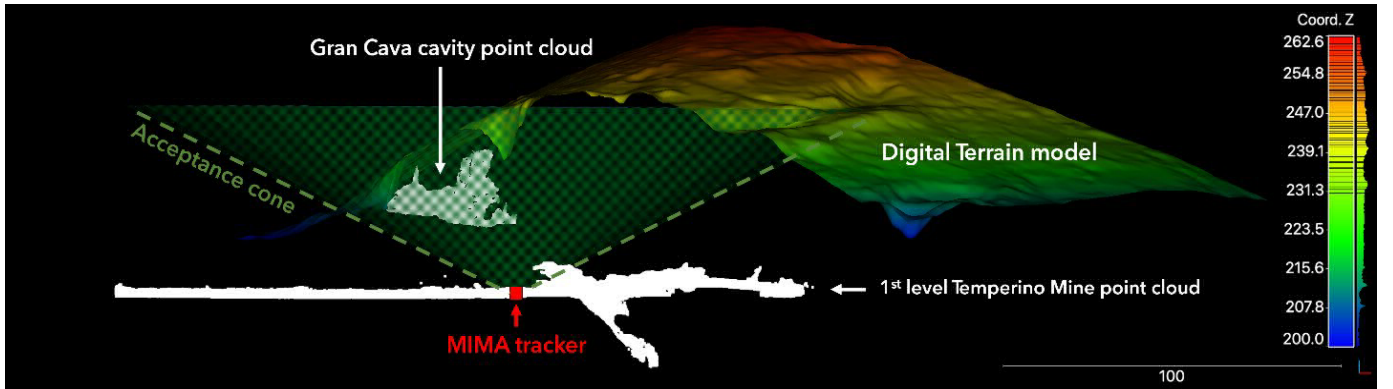 Coord. Z
Gran Cava cavity point cloud
262.6
254.8
247.0
Acceptance cone
Digital Terrain model
239.1
231.3
223.5
215.6
1st level Temperino Mine point cloud
207.8
MIMA tracker
200.0
100